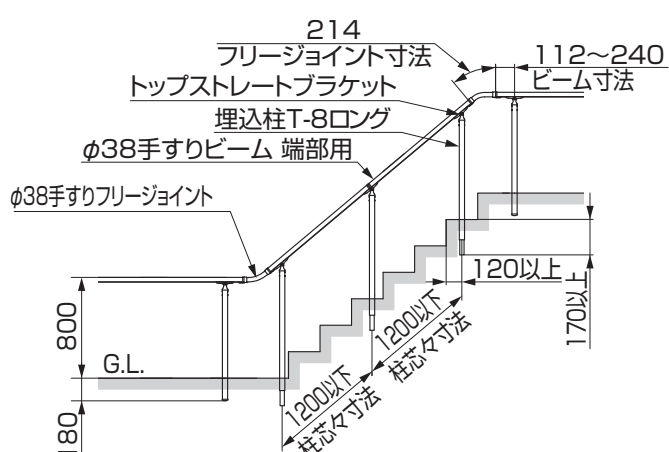 214
フリージョイント寸法
112～240
ビーム寸法
トップストレートブラケット
埋込柱T-8ロング
φ38手すりビーム 端部用
φ38手すりフリージョイント
120以上
170以上
800
G.L.
180
1200以下
柱芯々寸法
1200以下
柱芯々寸法